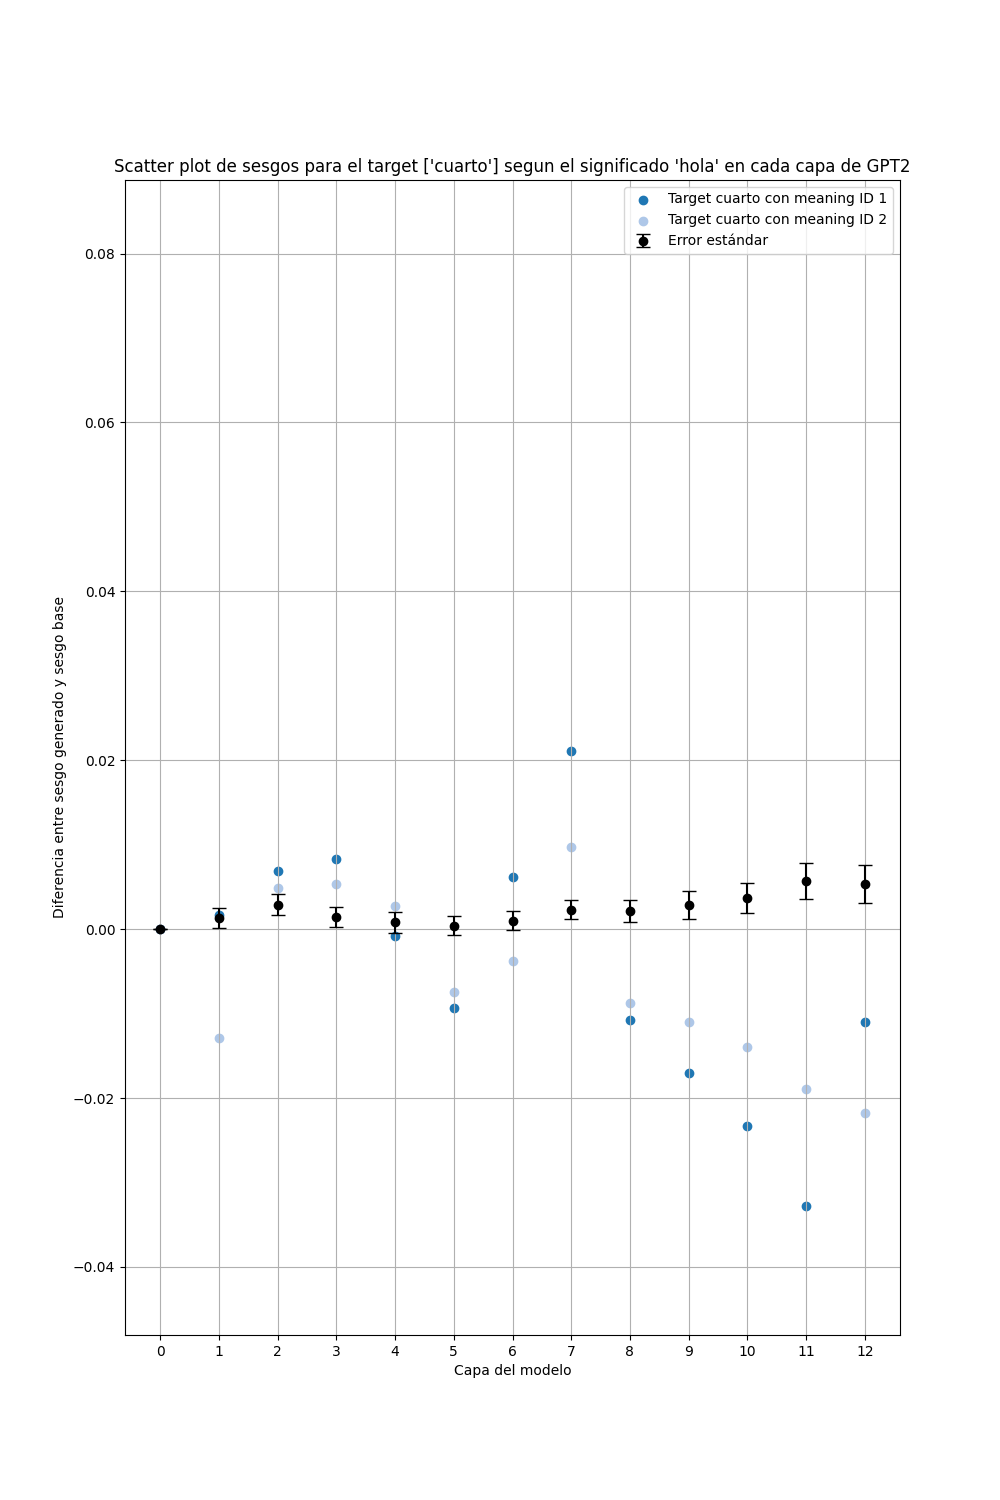 Scatter plot de sesgos para el target ['cuarto'] segun el significado 'hola' en cada capa de GPT2
Target cuarto con meaning ID 1
Target cuarto con meaning ID 2
Error estándar
0.08
0.06
0.04
0.02
0.00
−0.02
−0.04
Diferencia entre sesgo generado y sesgo base
0 1 2 3 4 5 6 7 8 9 10 11 12
Capa del modelo